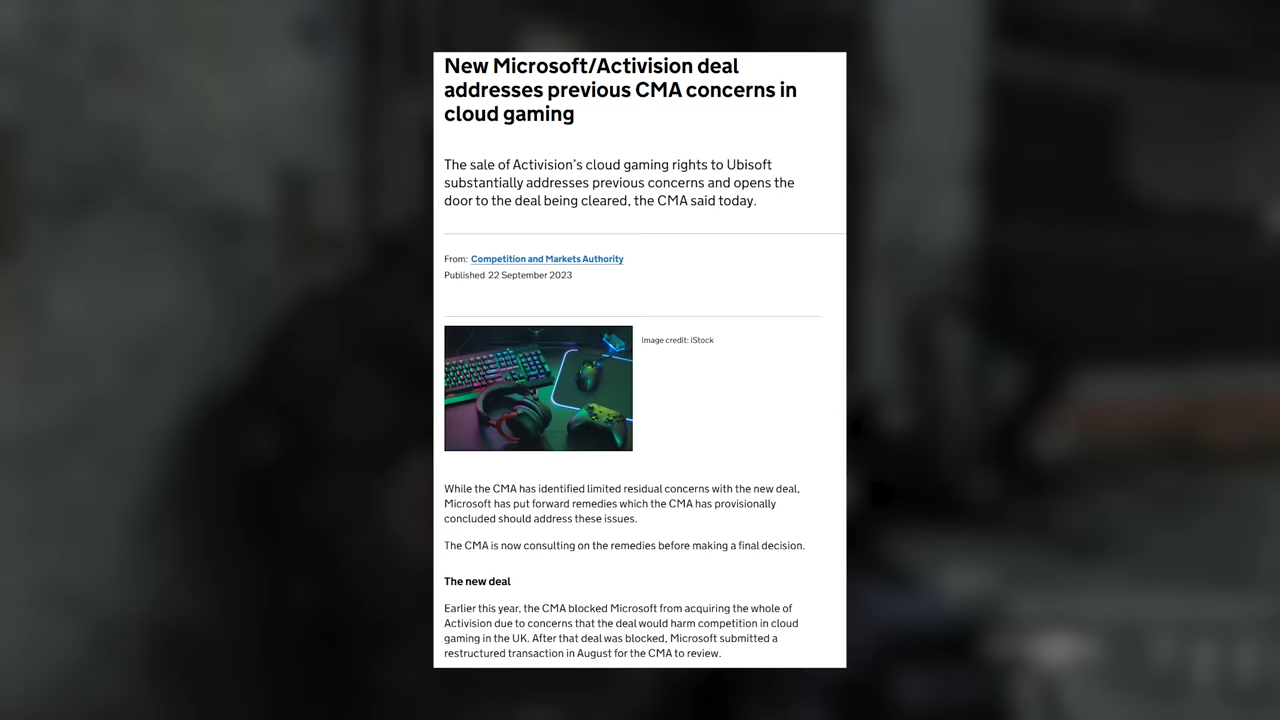 New Microsoft/Activision deal
addresses previous CMA concerns in
cloud gaming
The sale of Activision's cloud gaming rights to Ubisoft
substantially addresses previous concerns and opens the
door to the deal being cleared, the CMA said today.
From: Competition and Markets Authority
Published 22 September 2023
Image credit: iStock
While the CMA has identified limited residual concerns with the new deal,
Microsoft has put forward remedies which the CMA has provisionally
concluded should address these issues.
The CMA is now consulting on the remedies before making a final decision.
The new deal
Earlier this year, the CMA blocked Microsoft from acquiring the whole of
Activision due to concerns that the deal would harm competition in cloud
gaming in the UK. After that deal was blocked, Microsoft submitted a
restructured transaction in August for the CMA to review.